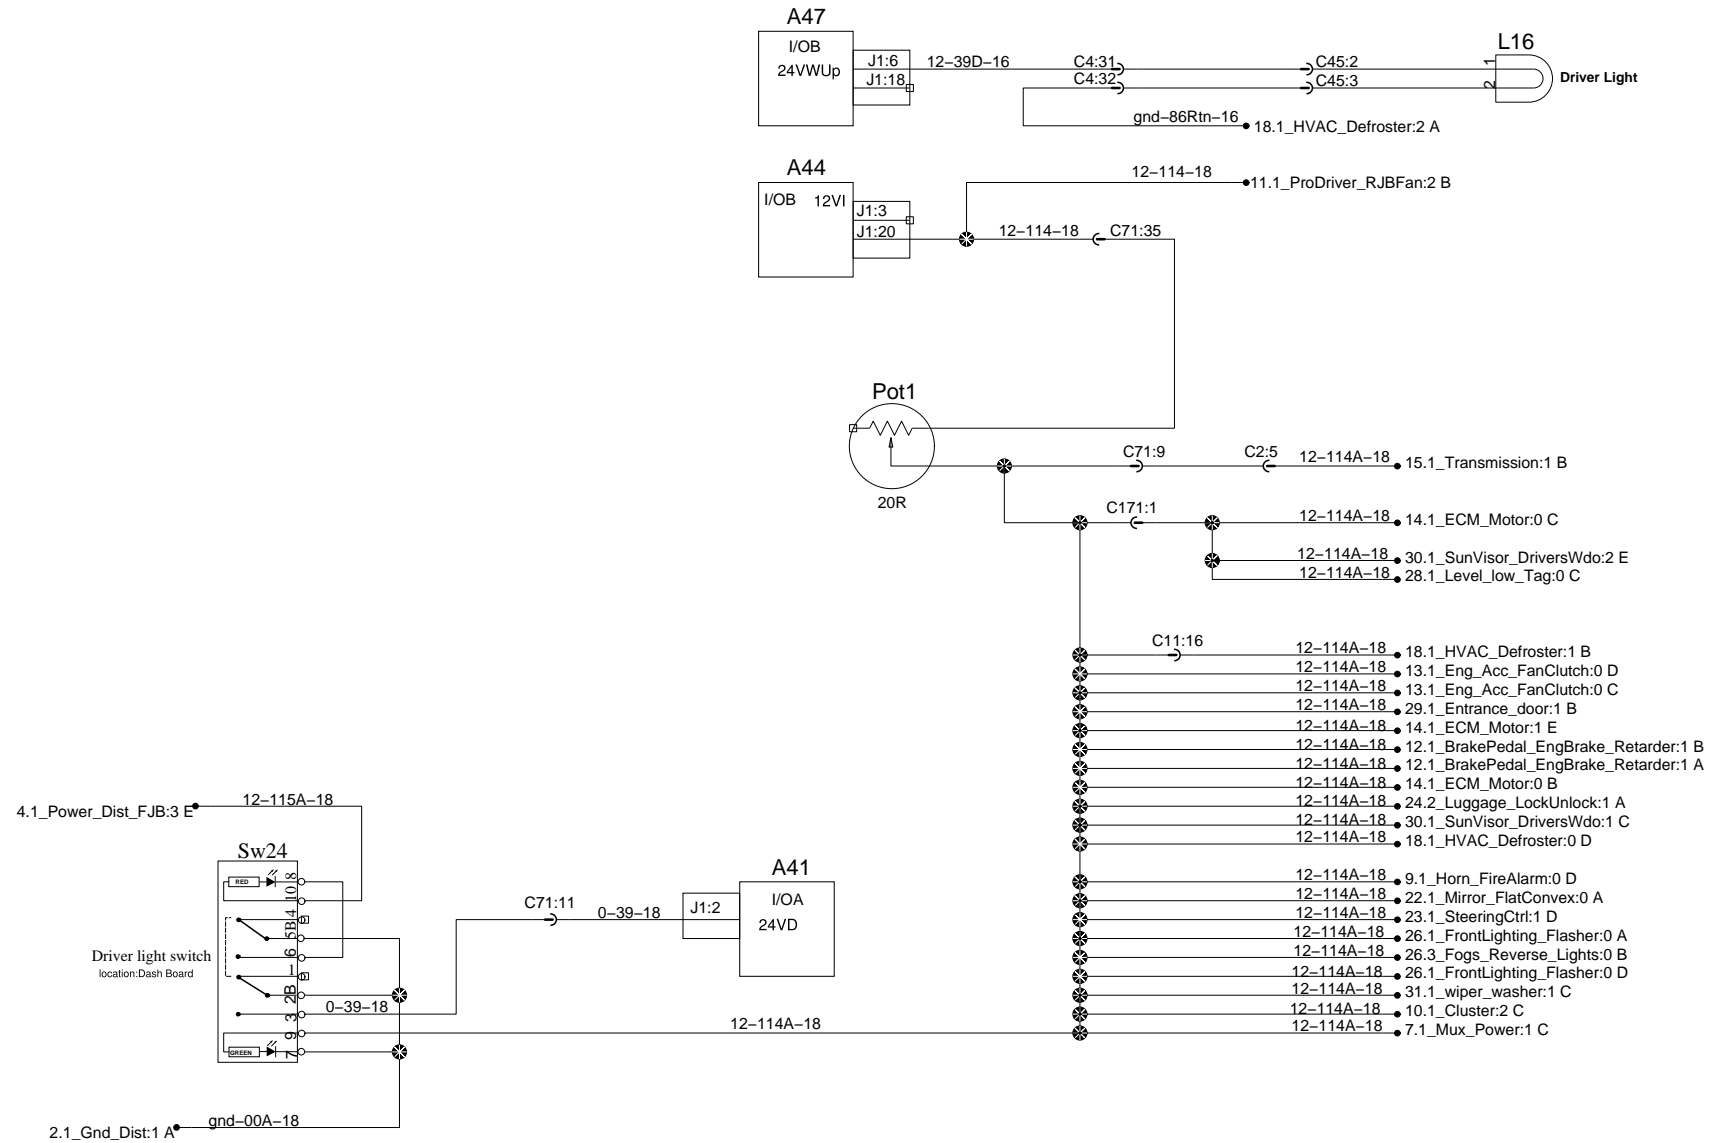 A47
I/OB
24VWUp
J1:6
J1:18
12-39D-16
C4:31
C4:32
C45:2
C45:3
L16
1
2
Driver Light
gnd-86Rtn-16
18.1_HVAC_Defroster:2 A
A44
I/OB 12VI
J1:3
J1:20
12-114-18
11.1_ProDriver_RJBFan:2 B
12-114-18
C71:35
Pot1
20R
C71:9
C2:5
12-114A-18
15.1_Transmission:1 B
C171:1
12-114A-18
14.1_ECM_Motor:0 C
12-114A-18
30.1_SunVisor_DriversWdo:2 E
12-114A-18
28.1_Level_low_Tag:0 C
C11:16
12-114A-18
18.1_HVAC_Defroster:1 B
12-114A-18
13.1_Eng_Acc_FanClutch:0 D
12-114A-18
13.1_Eng_Acc_FanClutch:0 C
12-114A-18
29.1_Entrance_door:1 B
12-114A-18
14.1_ECM_Motor:1 E
12-114A-18
12.1_BrakePedal_EngBrake_Retarder:1 B
12-114A-18
12.1_BrakePedal_EngBrake_Retarder:1 A
12-114A-18
14.1_ECM_Motor:0 B
12-114A-18
24.2_Luggage_LockUnlock:1 A
12-114A-18
30.1_SunVisor_DriversWdo:1 C
12-114A-18
18.1_HVAC_Defroster:0 D
12-114A-18
9.1_Horn_FireAlarm:0 D
12-114A-18
22.1_Mirror_FlatConvex:0 A
12-114A-18
23.1_SteeringCtrl:1 D
12-114A-18
26.1_FrontLighting_Flasher:0 A
12-114A-18
26.3_Fogs_Reverse_Lights:0 B
12-114A-18
26.1_FrontLighting_Flasher:0 D
12-114A-18
31.1_wiper_washer:1 C
12-114A-18
10.1_Cluster:2 C
12-114A-18
7.1_Mux_Power:1 C
4.1_Power_Dist_FJB:3 E
12-115A-18
Sw24
RED
8
10
4
5B
6
1
2B
3
9
7
GREEN
Driver light switch
location:Dash Board
0-39-18
C71:11
0-39-18
A41
J1:2
I/OA
24VD
12-114A-18
2.1_Gnd_Dist:1 A
gnd-00A-18